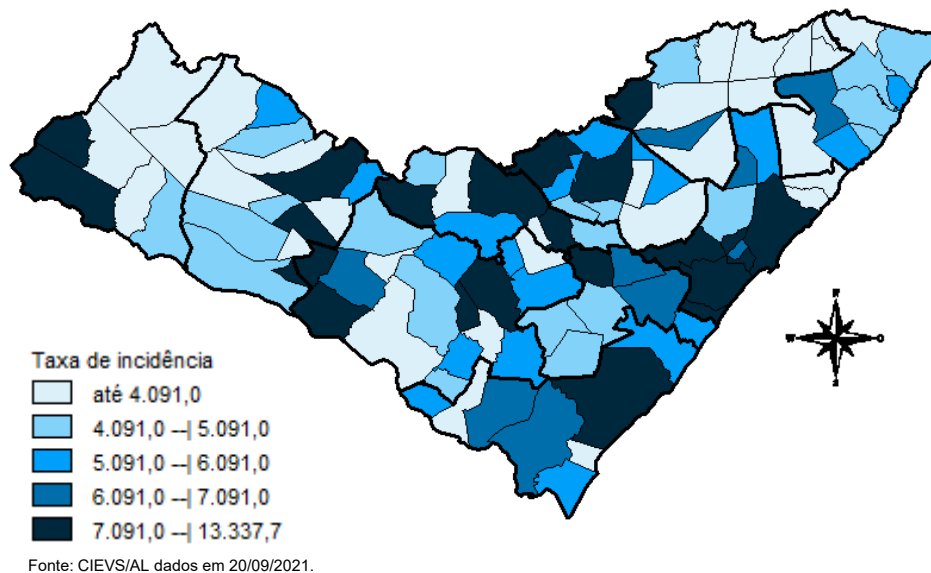 Taxa de incidência
até 4.091,0
4.091,0 --| 5.091,0
5.091,0 --| 6.091,0
6.091,0 --| 7.091,0
7.091,0 --| 13.337,7
Fonte: CIEVS/AL dados em 20/09/2021.